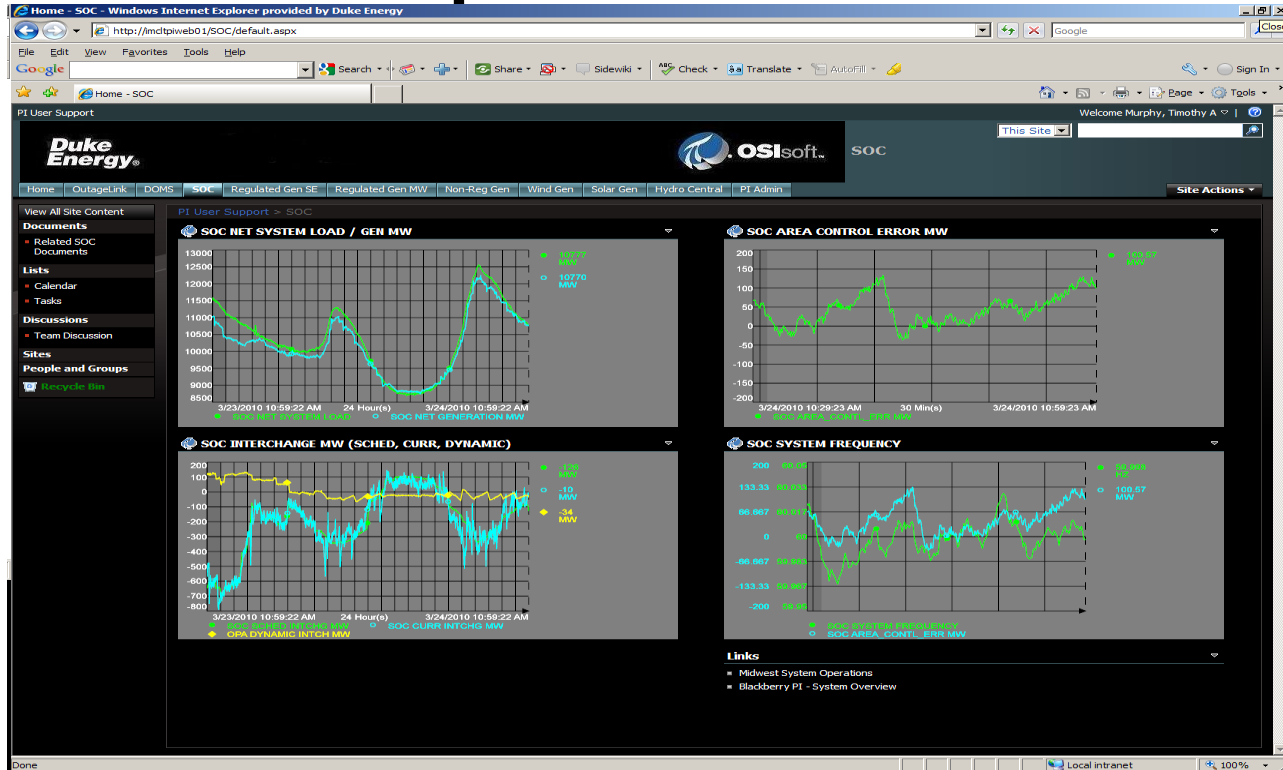 Home - SOC - Windows Internet Explorer provided by Duke Energy
Close
http://mcltpiweb01/SOC/default.aspx
Google
File Edit View Favorites Tools Help
Google Search Share Sidewiki Check Translate AutoFill Sign In
Home - SOC Page Tools
PI User Support Welcome Murphy, Timothy A
This Site
Duke Energy®
OSIsoft™ SOC
Home OutageLink DOMS SOC Regulated Gen SE Regulated Gen MW Non-Reg Gen Wind Gen Solar Gen Hydro Central PI Admin Site Actions
View All Site Content
Documents
Related SOC
Documents
Lists
Calendar
Tasks
Discussions
Team Discussion
Sites
People and Groups
Recycle Bin
PI User Support > SOC
SOC NET SYSTEM LOAD / GEN MW
13000
12500
12000
11500
11000
10500
10000
9500
9000
8500
10777
MW
10770
MW
3/23/2010 10:59:22 AM 24 Hour(s) 3/24/2010 10:59:22 AM
SOC NET SYSTEM LOAD SOC NET GENERATION MW
SOC AREA CONTROL ERROR MW
200
150
100
50
0
-50
-100
-150
-200
MW
3/24/2010 10:29:23 AM 30 Min(s) 3/24/2010 10:59:23 AM
SOC AREA_CONTL_ERR MW
SOC INTERCHANGE MW (SCHED, CURR, DYNAMIC)
200
100
0
-100
-200
-300
-400
-500
-600
-700
-800
-126
MW
-10
MW
-34
MW
3/23/2010 10:59:22 AM 24 Hour(s) 3/24/2010 10:59:22 AM
SOC SCHED INTCHG MW SOC CURR INTCHG MW
OPA DYNAMIC INTCH MW
SOC SYSTEM FREQUENCY
200 60.05
133.33 60.033
66.667 60.017
0 60
-66.667 59.983
-133.33 59.967
-200 59.95
HZ
100.57
MW
SOC SYSTEM FREQUENCY
SOC AREA_CONTL_ERR MW
Links
Midwest System Operations
Blackberry PI - System Overview
Done Local intranet 100%